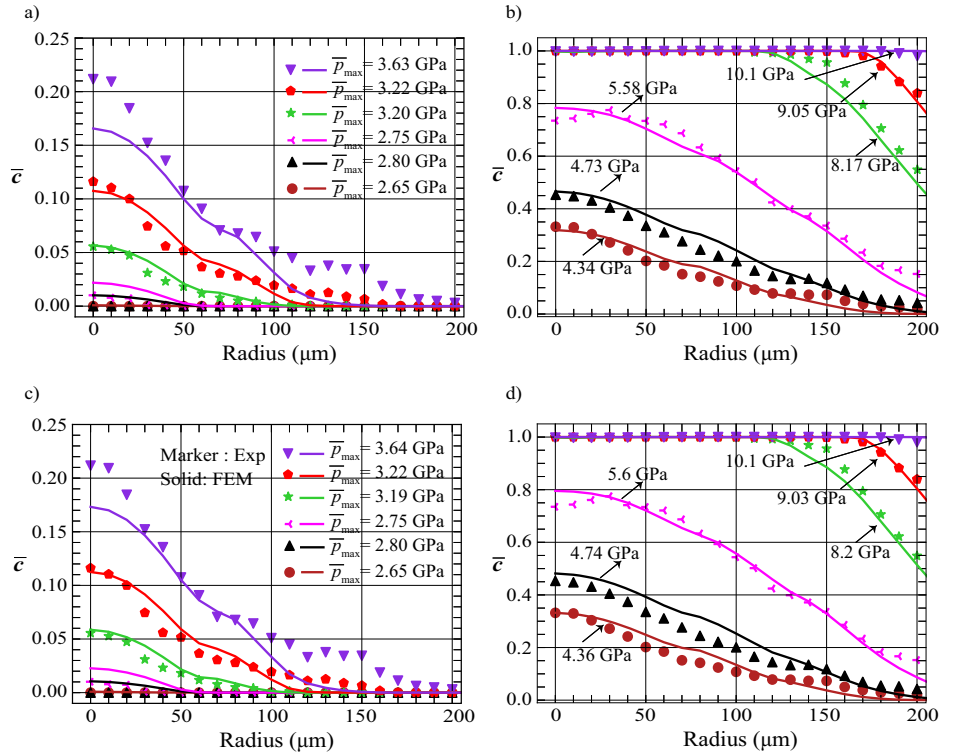 a)
0.25
0.20
0.15
0.10
0.05
0.00
c̅
p̅max = 3.63 GPa
p̅max = 3.22 GPa
p̅max = 3.20 GPa
p̅max = 2.75 GPa
p̅max = 2.80 GPa
p̅max = 2.65 GPa
0 50 100 150 200
Radius (μm)
b)
1.0
0.8
0.6
0.4
0.2
0.0
c̅
10.1 GPa
9.05 GPa
5.58 GPa
8.17 GPa
4.73 GPa
4.34 GPa
0 50 100 150 200
Radius (μm)
c)
0.25
0.20
0.15
0.10
0.05
0.00
c̅
Marker : Exp
Solid: FEM
p̅max = 3.64 GPa
p̅max = 3.22 GPa
p̅max = 3.19 GPa
p̅max = 2.75 GPa
p̅max = 2.80 GPa
p̅max = 2.65 GPa
0 50 100 150 200
Radius (μm)
d)
1.0
0.8
0.6
0.4
0.2
0.0
c̅
10.1 GPa
9.03 GPa
5.6 GPa
8.2 GPa
4.74 GPa
4.36 GPa
0 50 100 150 200
Radius (μm)